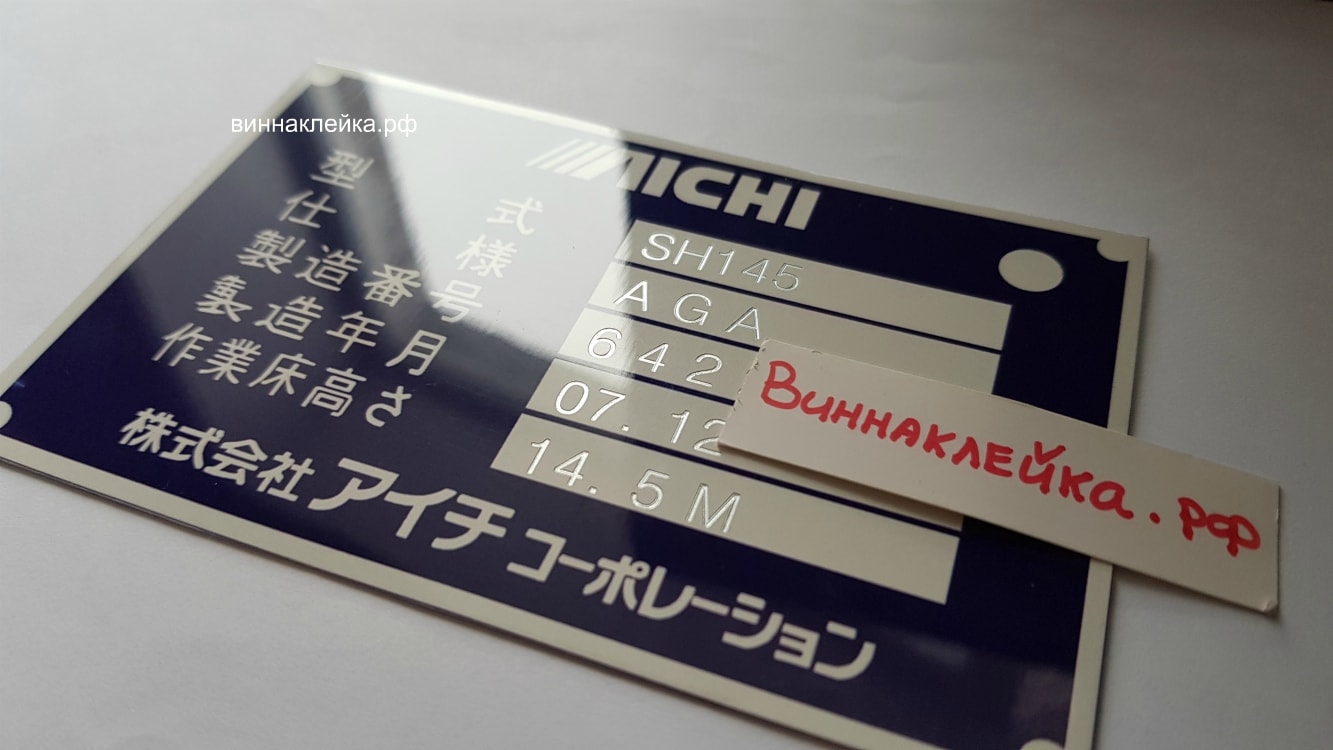 виннаклейка.рф
AICHI
型式 SH145
仕様 AGA
製造番号 642
製造年月 07. 12
作業床高さ 14. 5 M
株式会社アイチコーポレーション
Виннаклейка. рф